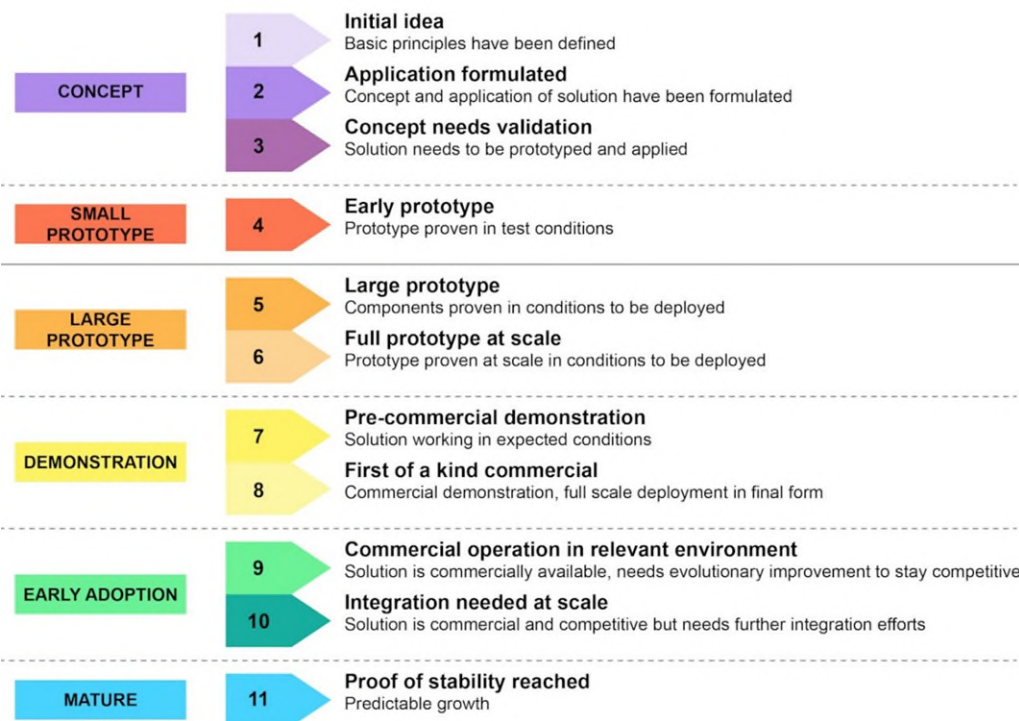 CONCEPT
1
Initial idea
Basic principles have been defined
2
Application formulated
Concept and application of solution have been formulated
3
Concept needs validation
Solution needs to be prototyped and applied
SMALL
PROTOTYPE
4
Early prototype
Prototype proven in test conditions
LARGE
PROTOTYPE
5
Large prototype
Components proven in conditions to be deployed
6
Full prototype at scale
Prototype proven at scale in conditions to be deployed
DEMONSTRATION
7
Pre-commercial demonstration
Solution working in expected conditions
8
First of a kind commercial
Commercial demonstration, full scale deployment in final form
EARLY ADOPTION
9
Commercial operation in relevant environment
Solution is commercially available, needs evolutionary improvement to stay competitive
10
Integration needed at scale
Solution is commercial and competitive but needs further integration efforts
MATURE
11
Proof of stability reached
Predictable growth